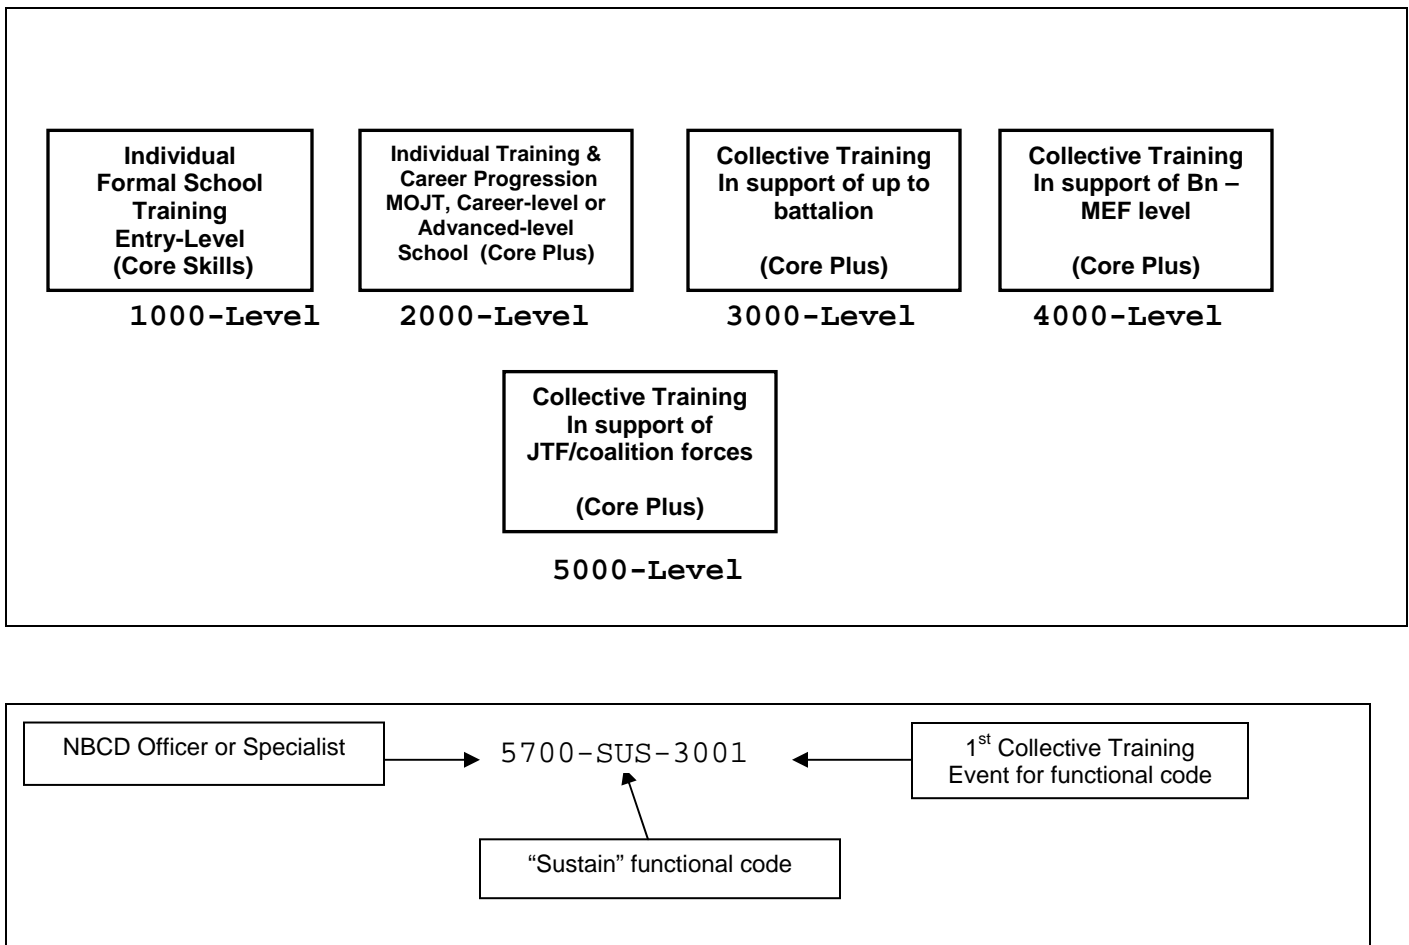 Individual
Formal School
Training
Entry-Level
(Core Skills)
1000-Level
Individual Training &
Career Progression
MOJT, Career-level or
Advanced-level
School (Core Plus)
2000-Level
Collective Training
In support of up to
battalion
(Core Plus)
3000-Level
Collective Training
In support of Bn –
MEF level
(Core Plus)
4000-Level
Collective Training
In support of
JTF/coalition forces
(Core Plus)
5000-Level
NBCD Officer or Specialist
5700-SUS-3001
1st Collective Training
Event for functional code
“Sustain” functional code